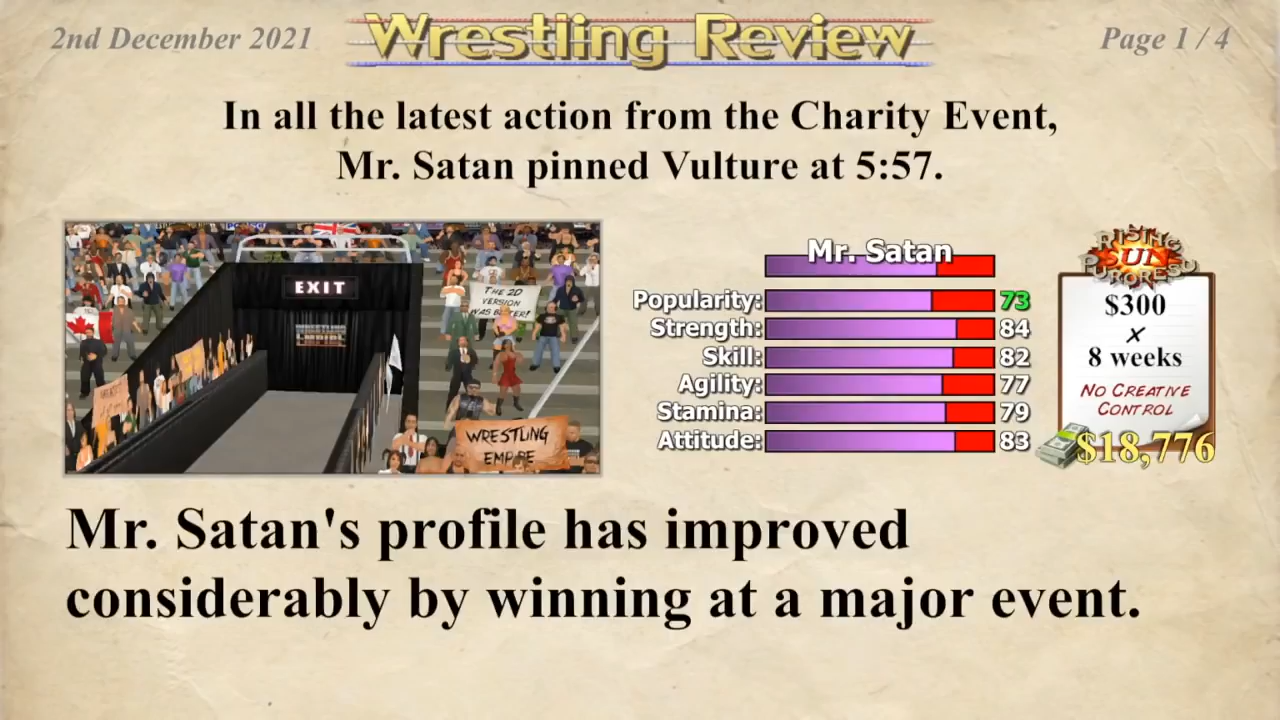 2nd December 2021
Wrestling Review
Page 1 / 4
In all the latest action from the Charity Event,
Mr. Satan pinned Vulture at 5:57.
EXIT
THE 2D
VERSION
WAS BETTER!
WRESTLING
EMPIRE
WRESTLING
EMPIRE
Mr. Satan
Popularity: 73
Strength: 84
Skill: 82
Agility: 77
Stamina: 79
Attitude: 83
RISING
SUN
PURORESU
$300
x
8 weeks
NO CREATIVE
CONTROL
$18,776
Mr. Satan's profile has improved
considerably by winning at a major event.